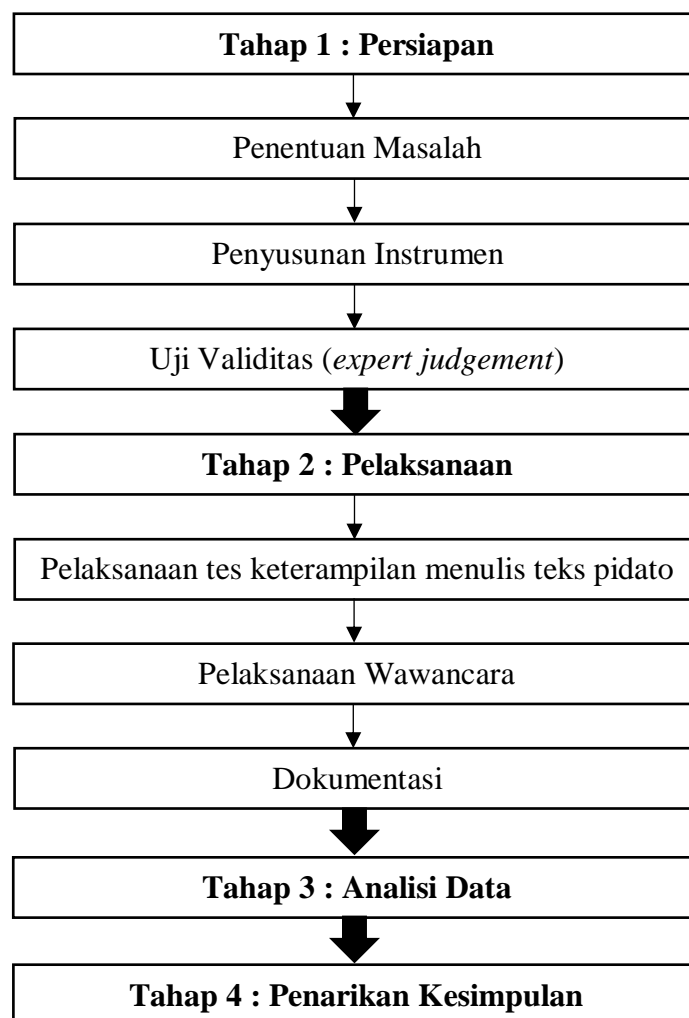 Tahap 1 : Persiapan
Penentuan Masalah
Penyusunan Instrumen
Uji Validitas (expert judgement)
Tahap 2 : Pelaksanaan
Pelaksanaan tes keterampilan menulis teks pidato
Pelaksanaan Wawancara
Dokumentasi
Tahap 3 : Analisi Data
Tahap 4 : Penarikan Kesimpulan